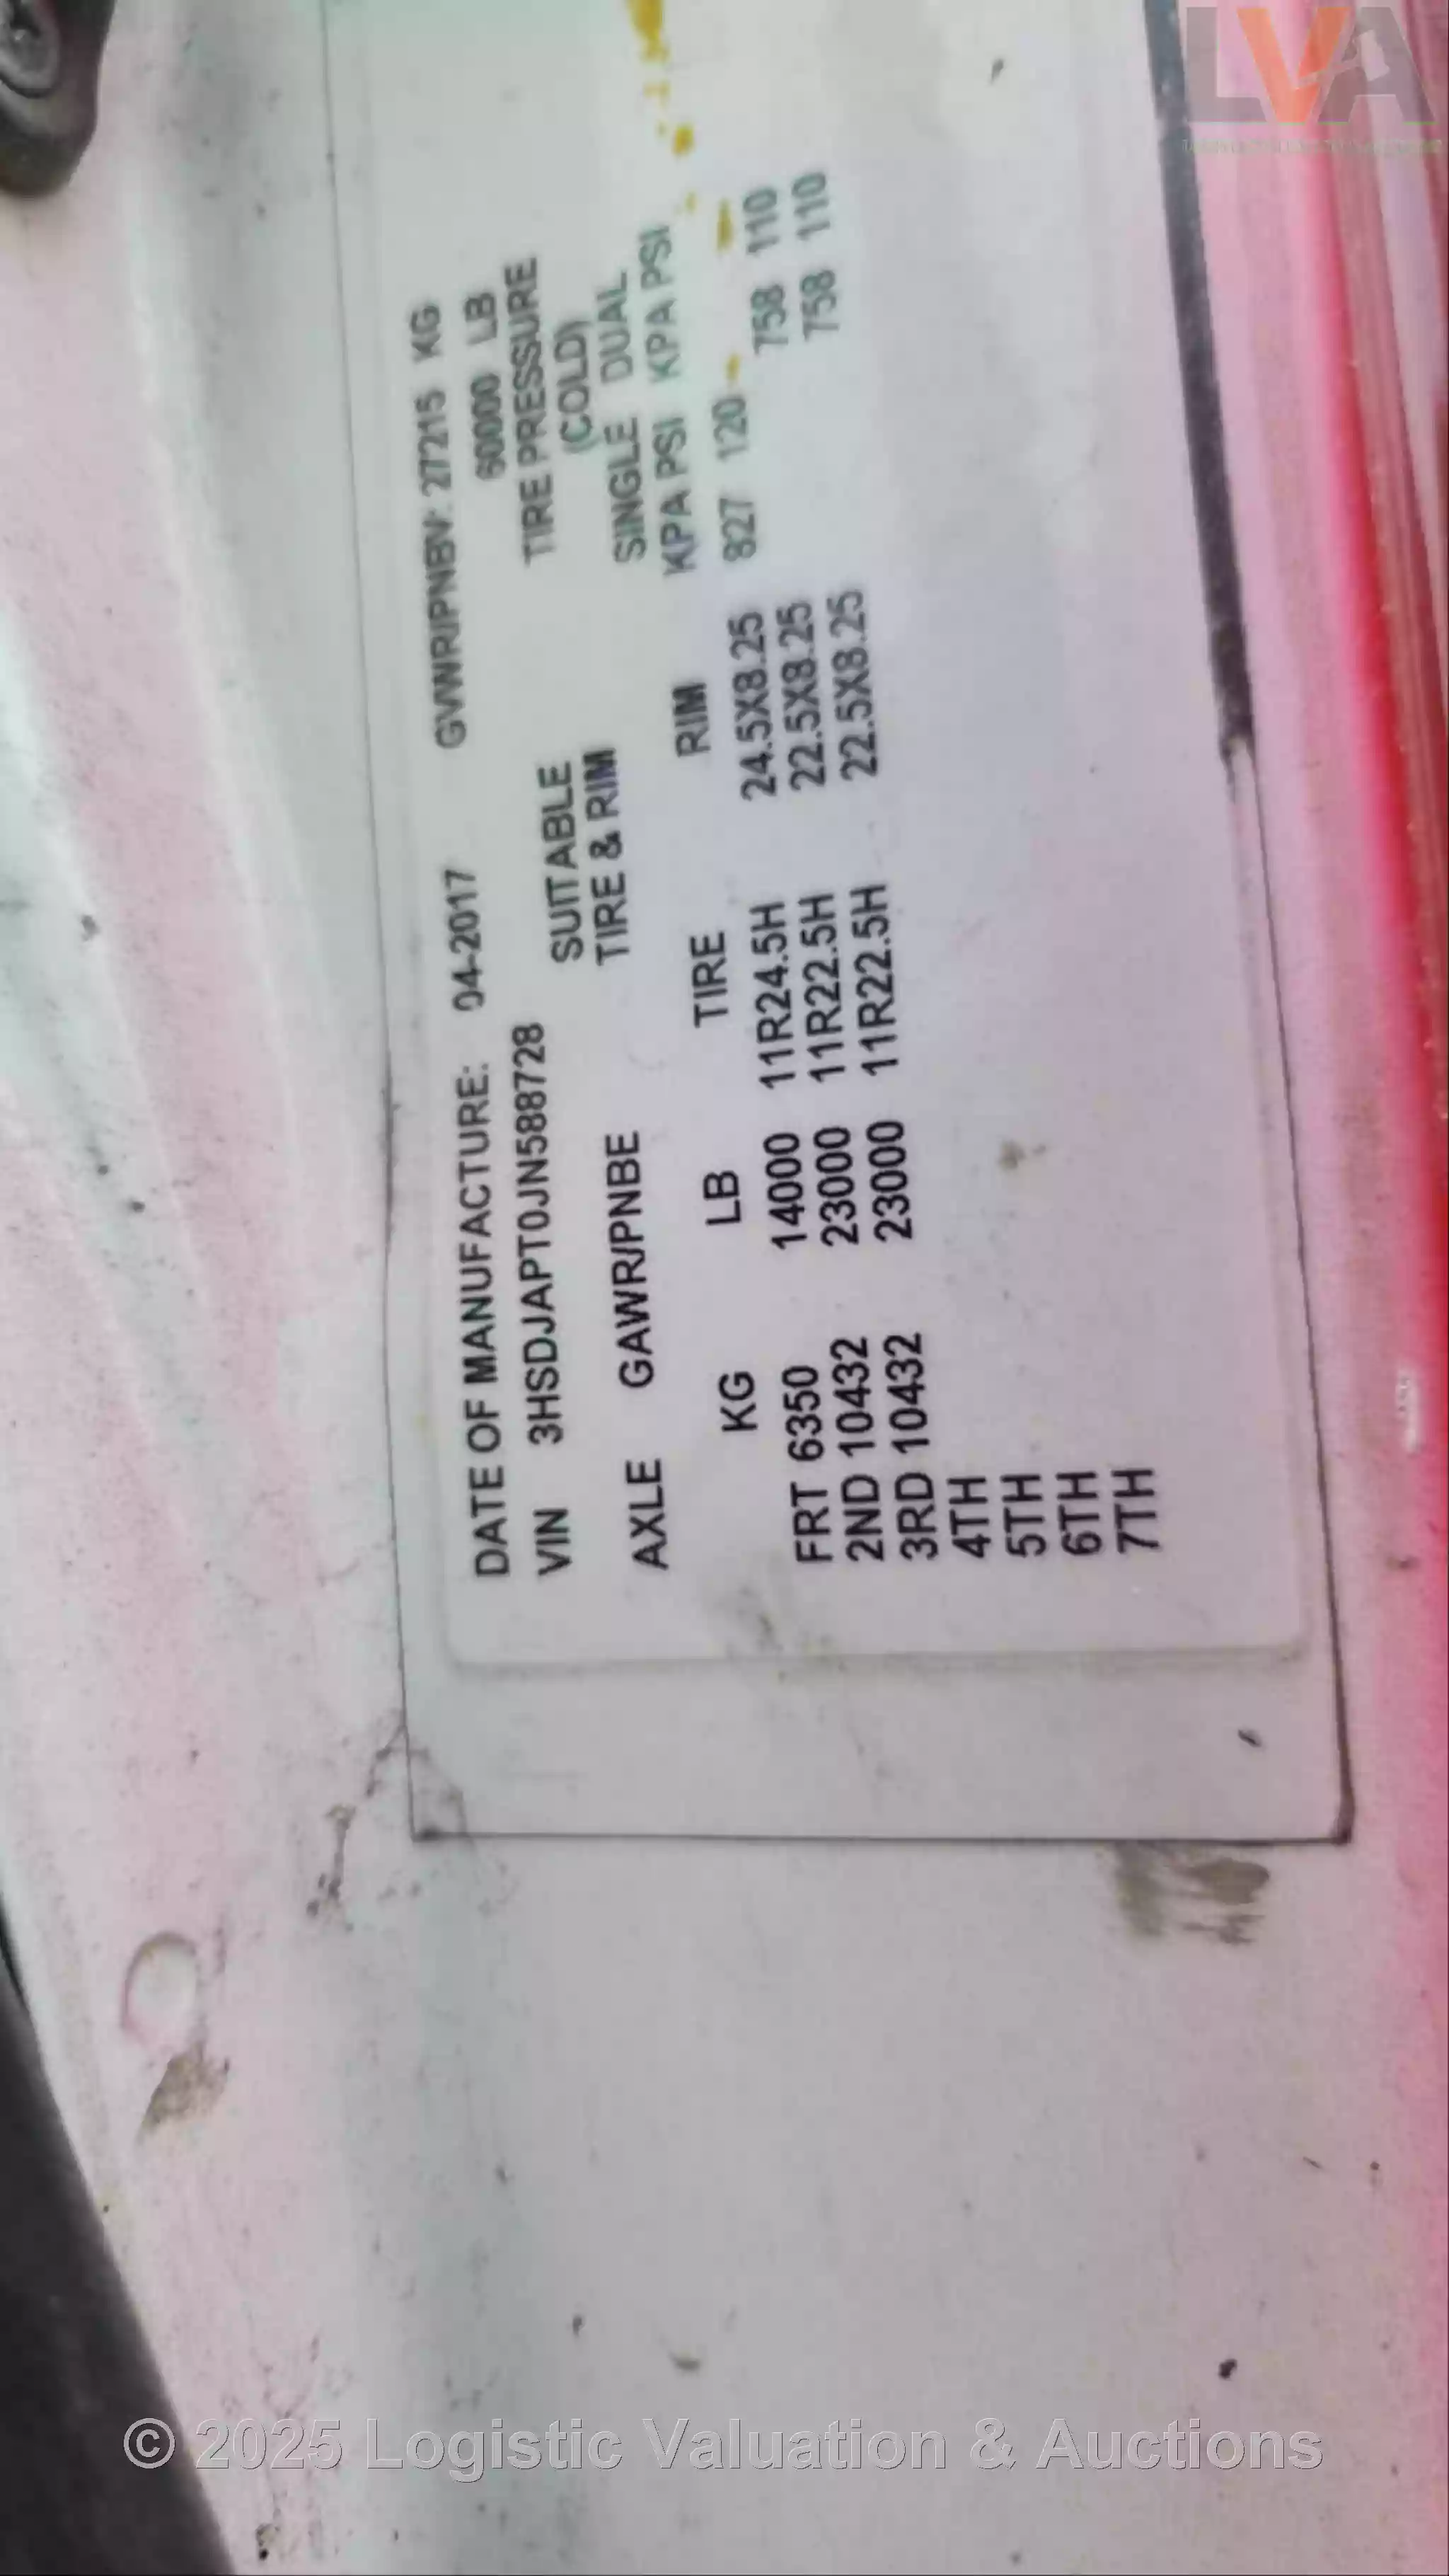 DATE OF MANUFACTURE: 04-2017 GVWR/PNBV: 27215 KG
60000 LB
VIN 3HSDJAPT0JN588728
TIRE PRESSURE
SUITABLE (COLD)
TIRE & RIM SINGLE DUAL
AXLE GAWR/PNBE KPA PSI KPA PSI
KG LB TIRE RIM
FRT 6350 14000 11R24.5H 24.5X8.25 827 120
2ND 10432 23000 11R22.5H 22.5X8.25 758 110
3RD 10432 23000 11R22.5H 22.5X8.25 758 110
4TH
5TH
6TH
7TH
LVA
© 2025 Logistic Valuation & Auctions